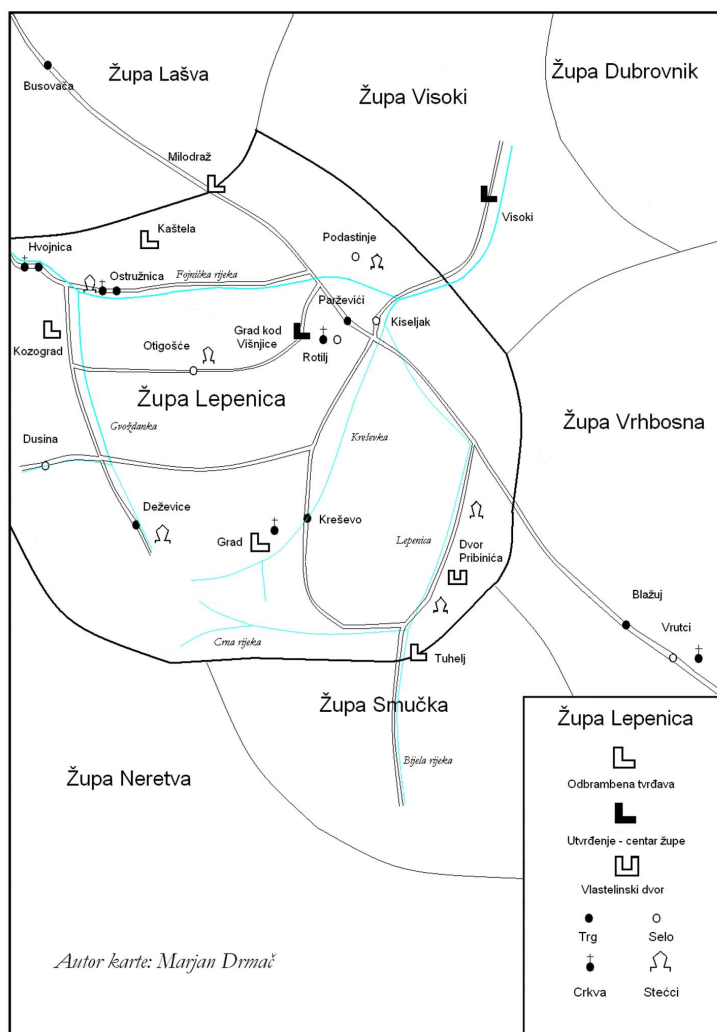 Župa Lašva
Župa Dubrovnik
Busovača
Župa Visoki
Milodraž
Kaštela
Podastinje
Visoki
Hvojnica
Ostružnica
Fojnička rijeka
Parževići
Kiseljak
Grad kod
Višnjice
Rotilj
Kozograd
Otigošće
Župa Lepenica
Župa Vrhbosna
Gvožđanka
Kreševka
Dusina
Deževice
Grad
Kreševo
Lepenica
Dvor
Pribinića
Blažuj
Vrutci
Crna rijeka
Tuhelj
Župa Smučka
Župa Neretva
Bijela rijeka
Župa Lepenica
Odbrambena tvrđava
Utvrđenje - centar župe
Vlastelinski dvor
Trg
Selo
Crkva
Stećci
Autor karte: Marjan Drmač